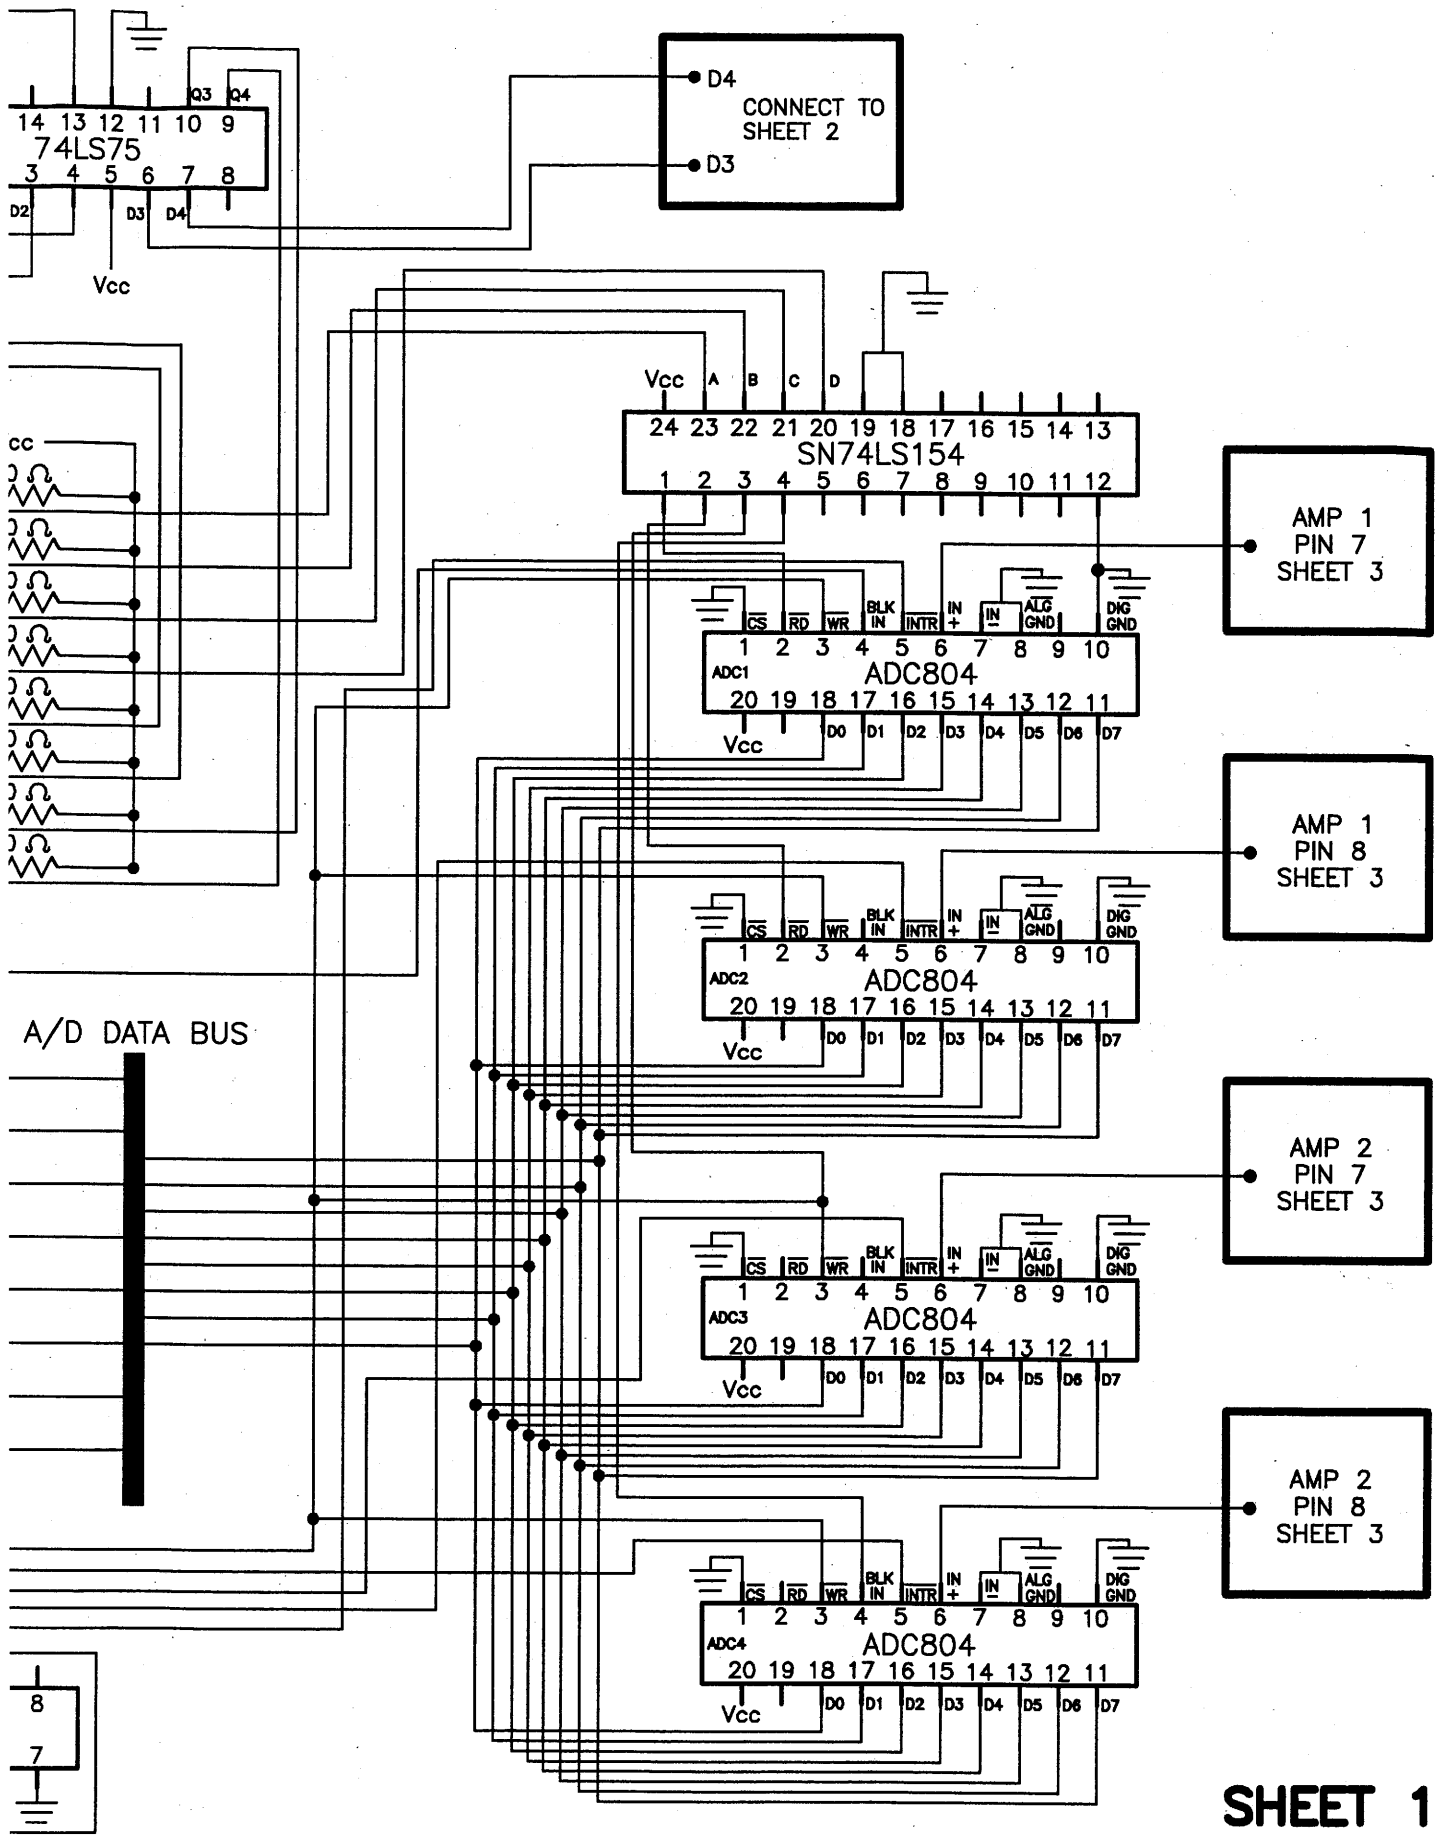 Q3 Q4
14 13 12 11 10 9
74LS75
3 4 5 6 7 8
D2 D3 D4
Vcc
D4
CONNECT TO
SHEET 2
D3
Vcc A B C D
24 23 22 21 20 19 18 17 16 15 14 13
SN74LS154
1 2 3 4 5 6 7 8 9 10 11 12
CC
Ω
Ω
Ω
Ω
Ω
Ω
Ω
Ω
AMP 1
PIN 7
SHEET 3
CS RD WR BLK IN INTR IN + IN - ALG GND DIG GND
1 2 3 4 5 6 7 8 9 10
ADC1 ADC804
20 19 18 17 16 15 14 13 12 11
Vcc D0 D1 D2 D3 D4 D5 D6 D7
AMP 1
PIN 8
SHEET 3
CS RD WR BLK IN INTR IN + IN - ALG GND DIG GND
1 2 3 4 5 6 7 8 9 10
ADC2 ADC804
20 19 18 17 16 15 14 13 12 11
Vcc D0 D1 D2 D3 D4 D5 D6 D7
A/D DATA BUS
AMP 2
PIN 7
SHEET 3
CS RD WR BLK IN INTR IN + IN - ALG GND DIG GND
1 2 3 4 5 6 7 8 9 10
ADC3 ADC804
20 19 18 17 16 15 14 13 12 11
Vcc D0 D1 D2 D3 D4 D5 D6 D7
AMP 2
PIN 8
SHEET 3
CS RD WR BLK IN INTR IN + IN - ALG GND DIG GND
1 2 3 4 5 6 7 8 9 10
ADC4 ADC804
20 19 18 17 16 15 14 13 12 11
Vcc D0 D1 D2 D3 D4 D5 D6 D7
8
7
SHEET 1